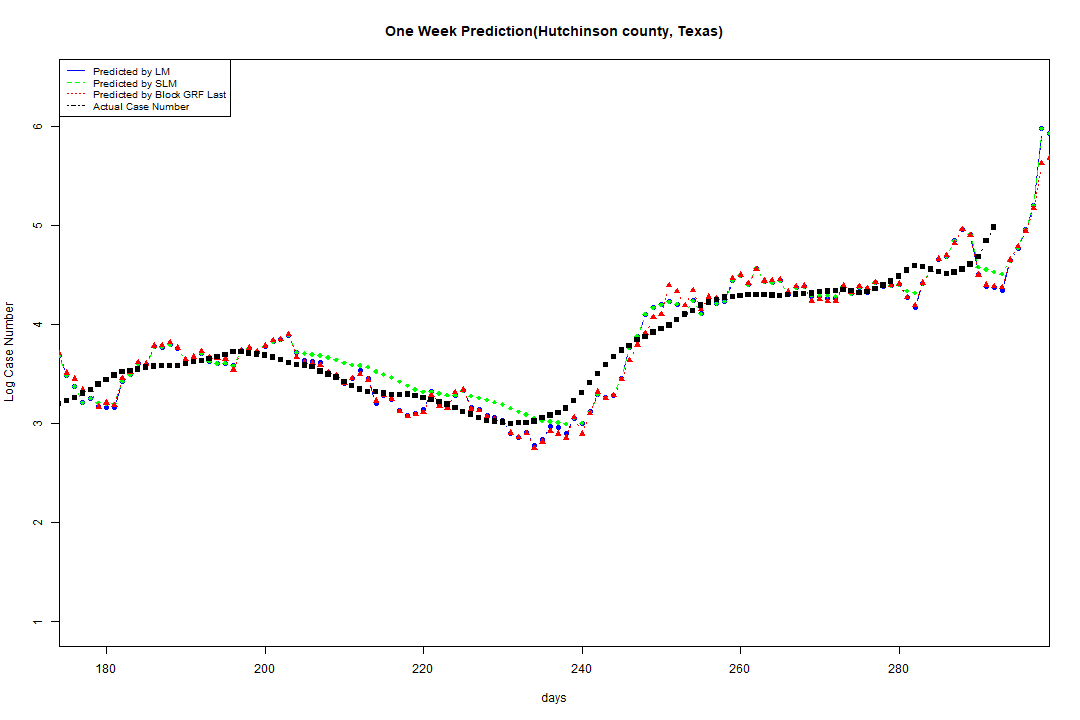 One Week Prediction(Hutchinson county, Texas)
Predicted by LM
Predicted by SLM
Predicted by Block GRF Last
Actual Case Number
6
5
4
3
2
1
Log Case Number
180 200 220 240 260 280
days